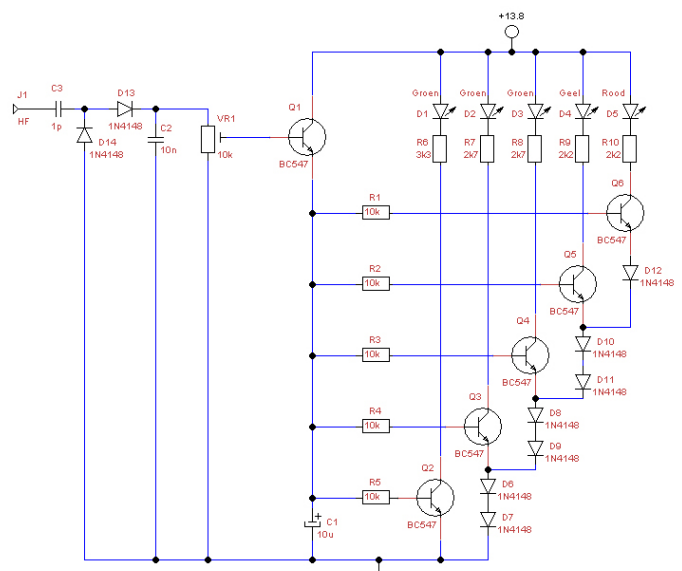 +13.8
J1
HF
C3
1p
D13
1N4148
D14
1N4148
C2
10n
VR1
10k
Q1
BC547
Groen
D1
R6
3k3
Groen
D2
R7
2k7
Groen
D3
R8
2k7
Geel
D4
R9
2k2
Rood
D5
R10
2k2
Q6
BC547
R1
10k
D12
1N4148
Q5
BC547
R2
10k
D10
1N4148
D11
1N4148
Q4
BC547
R3
10k
D8
1N4148
D9
1N4148
Q3
BC547
R4
10k
D6
1N4148
D7
1N4148
Q2
BC547
R5
10k
+
C1
10u